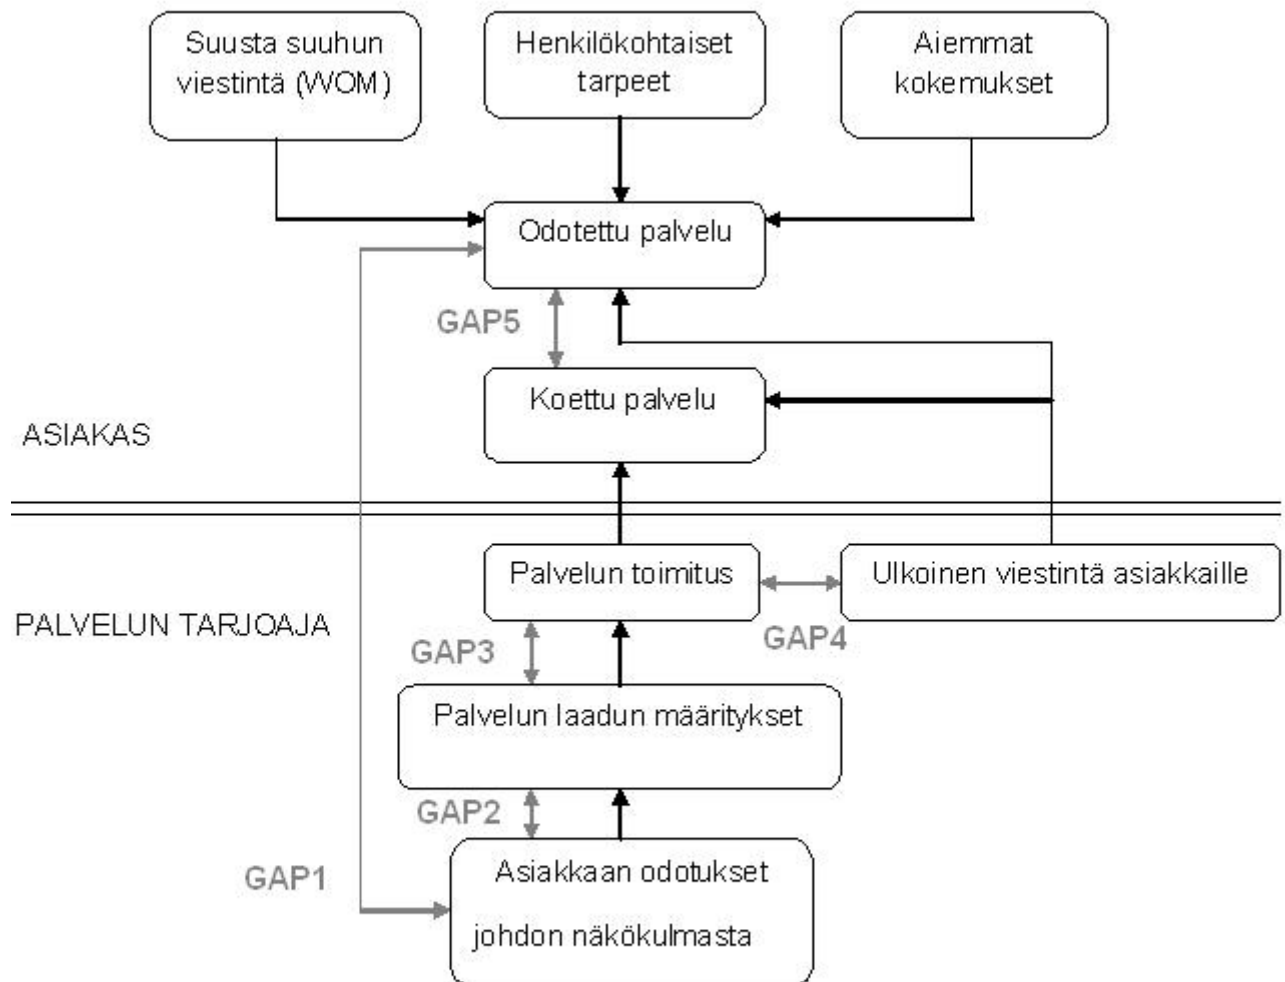 Suusta suuhun
viestintä (WOM)
Henkilökohtaiset
tarpeet
Aiemmat
kokemukset
Odotettu palvelu
GAP5
Koettu palvelu
ASIAKAS
Palvelun toimitus
Ulkoinen viestintä asiakkaille
PALVELUN TARJOAJA
GAP3
GAP4
Palvelun laadun määritykset
GAP2
GAP1
Asiakkaan odotukset
johdon näkökulmasta